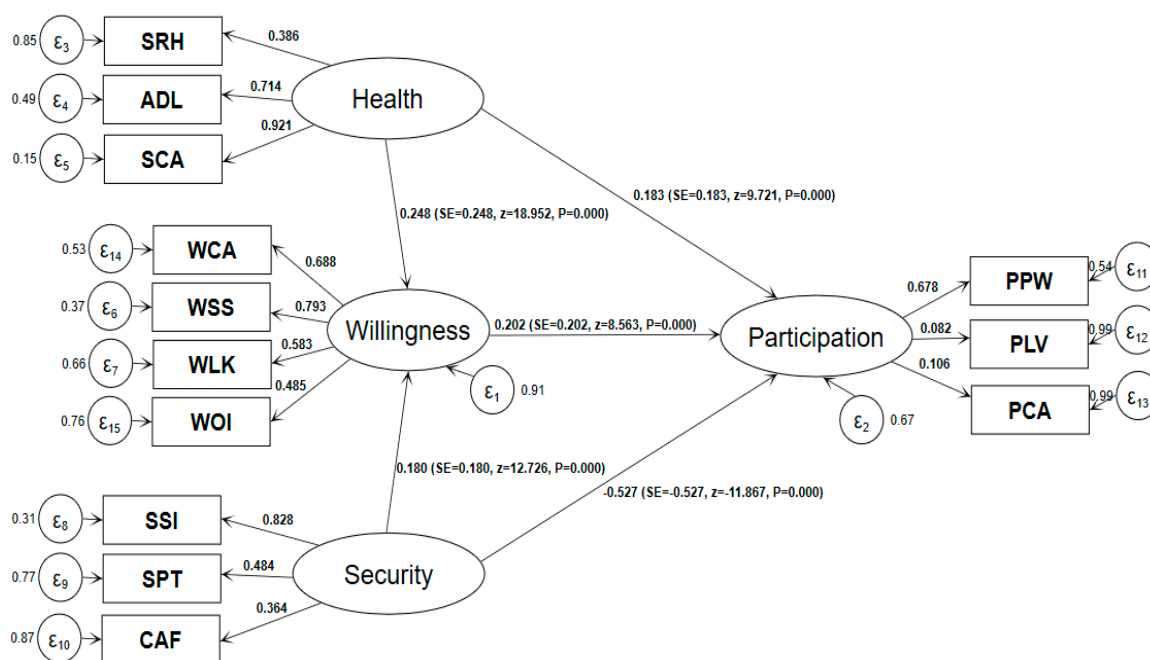 0.85 ε3 SRH 0.386
0.49 ε4 ADL 0.714
0.15 ε5 SCA 0.921
Health
0.183 (SE=0.183, z=9.721, P=0.000)
0.248 (SE=0.248, z=18.952, P=0.000)
0.53 ε14 WCA 0.688
0.37 ε6 WSS 0.793
0.66 ε7 WLK 0.583
0.76 ε15 WOI 0.485
Willingness
0.202 (SE=0.202, z=8.563, P=0.000)
ε1 0.91
Participation
ε2 0.67
0.678 PPW 0.54 ε11
0.082 PLV 0.99 ε12
0.106 PCA 0.99 ε13
0.180 (SE=0.180, z=12.726, P=0.000)
-0.527 (SE=-0.527, z=-11.867, P=0.000)
0.31 ε8 SSI 0.828
0.77 ε9 SPT 0.484
0.87 ε10 CAF 0.364
Security